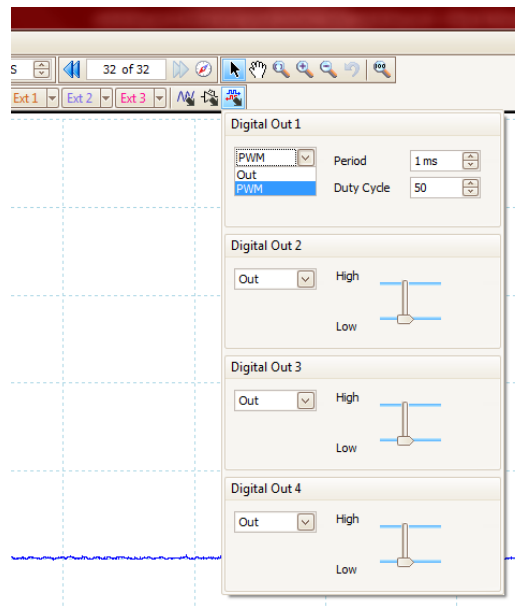 S 32 of 32
Ext 1 Ext 2 Ext 3
Digital Out 1
PWM Period 1 ms
Out
PWM Duty Cycle 50
Digital Out 2
Out High
Low
Digital Out 3
Out High
Low
Digital Out 4
Out High
Low